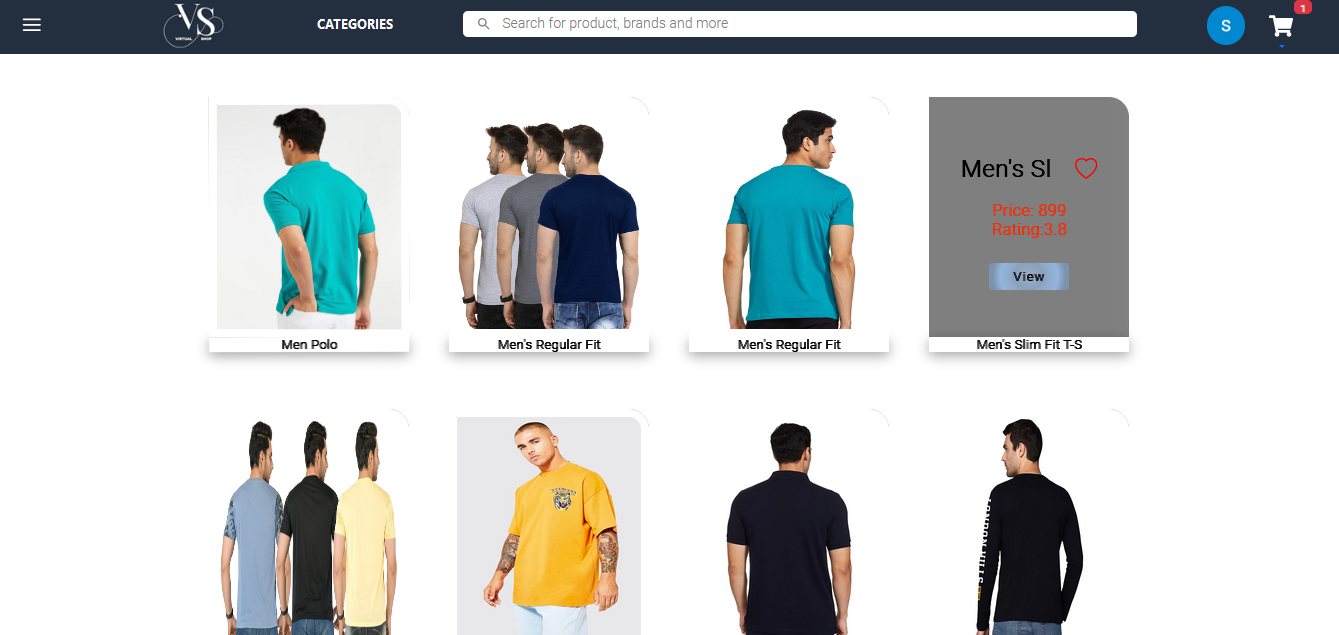 VS
VIRTUAL SHOP
CATEGORIES
Search for product, brands and more
S
1
Men's Sl
Price: 899
Rating:3.8
View
Men Polo
Men's Regular Fit
Men's Regular Fit
Men's Slim Fit T-S